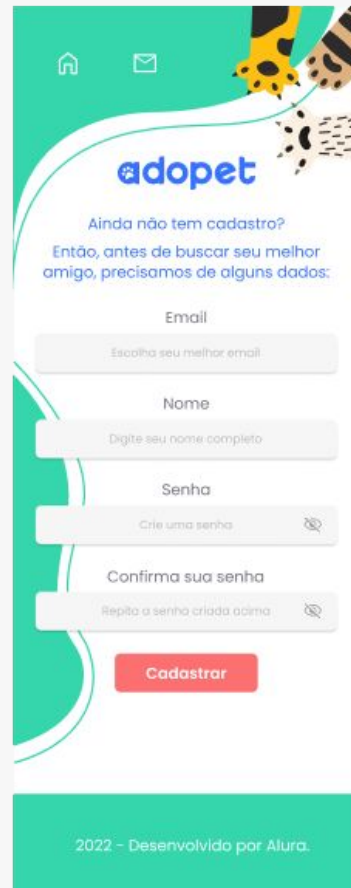 adopet
Ainda não tem cadastro?
Então, antes de buscar seu melhor
amigo, precisamos de alguns dados:
Email
Escolha seu melhor email
Nome
Digite seu nome completo
Senha
Crie uma senha
Confirma sua senha
Repita a senha criada acima
Cadastrar
2022 - Desenvolvido por Alura.